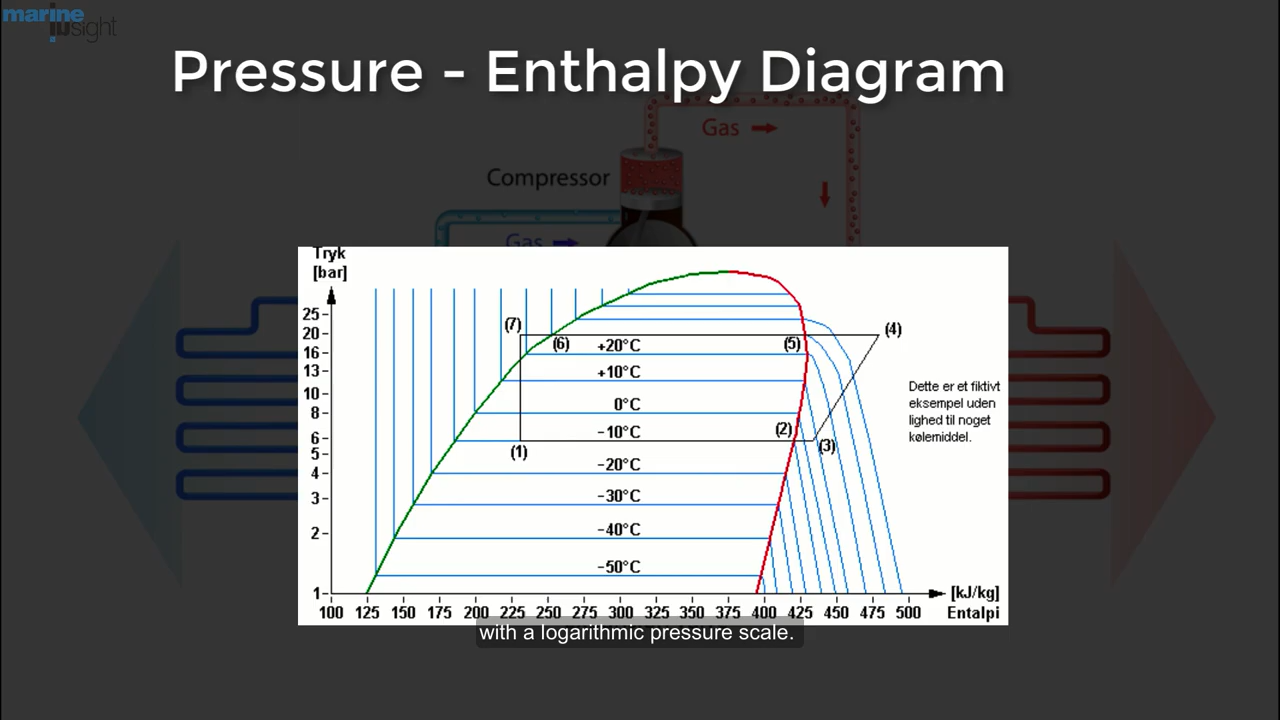 marine
insight
Pressure - Enthalpy Diagram
Gas
Compressor
Gas
Tryk
[bar]
25
20
16
13
10
8
6
5
4
3
2
1
(7)
(6)
(5)
(4)
(1)
(2)
(3)
+20°C
+10°C
0°C
-10°C
-20°C
-30°C
-40°C
-50°C
Dette er et fiktivt
eksempel uden
lighed til noget
kølemiddel.
100 125 150 175 200 225 250 275 300 325 350 375 400 425 450 475 500
[kJ/kg]
Entalpi
with a logarithmic pressure scale.